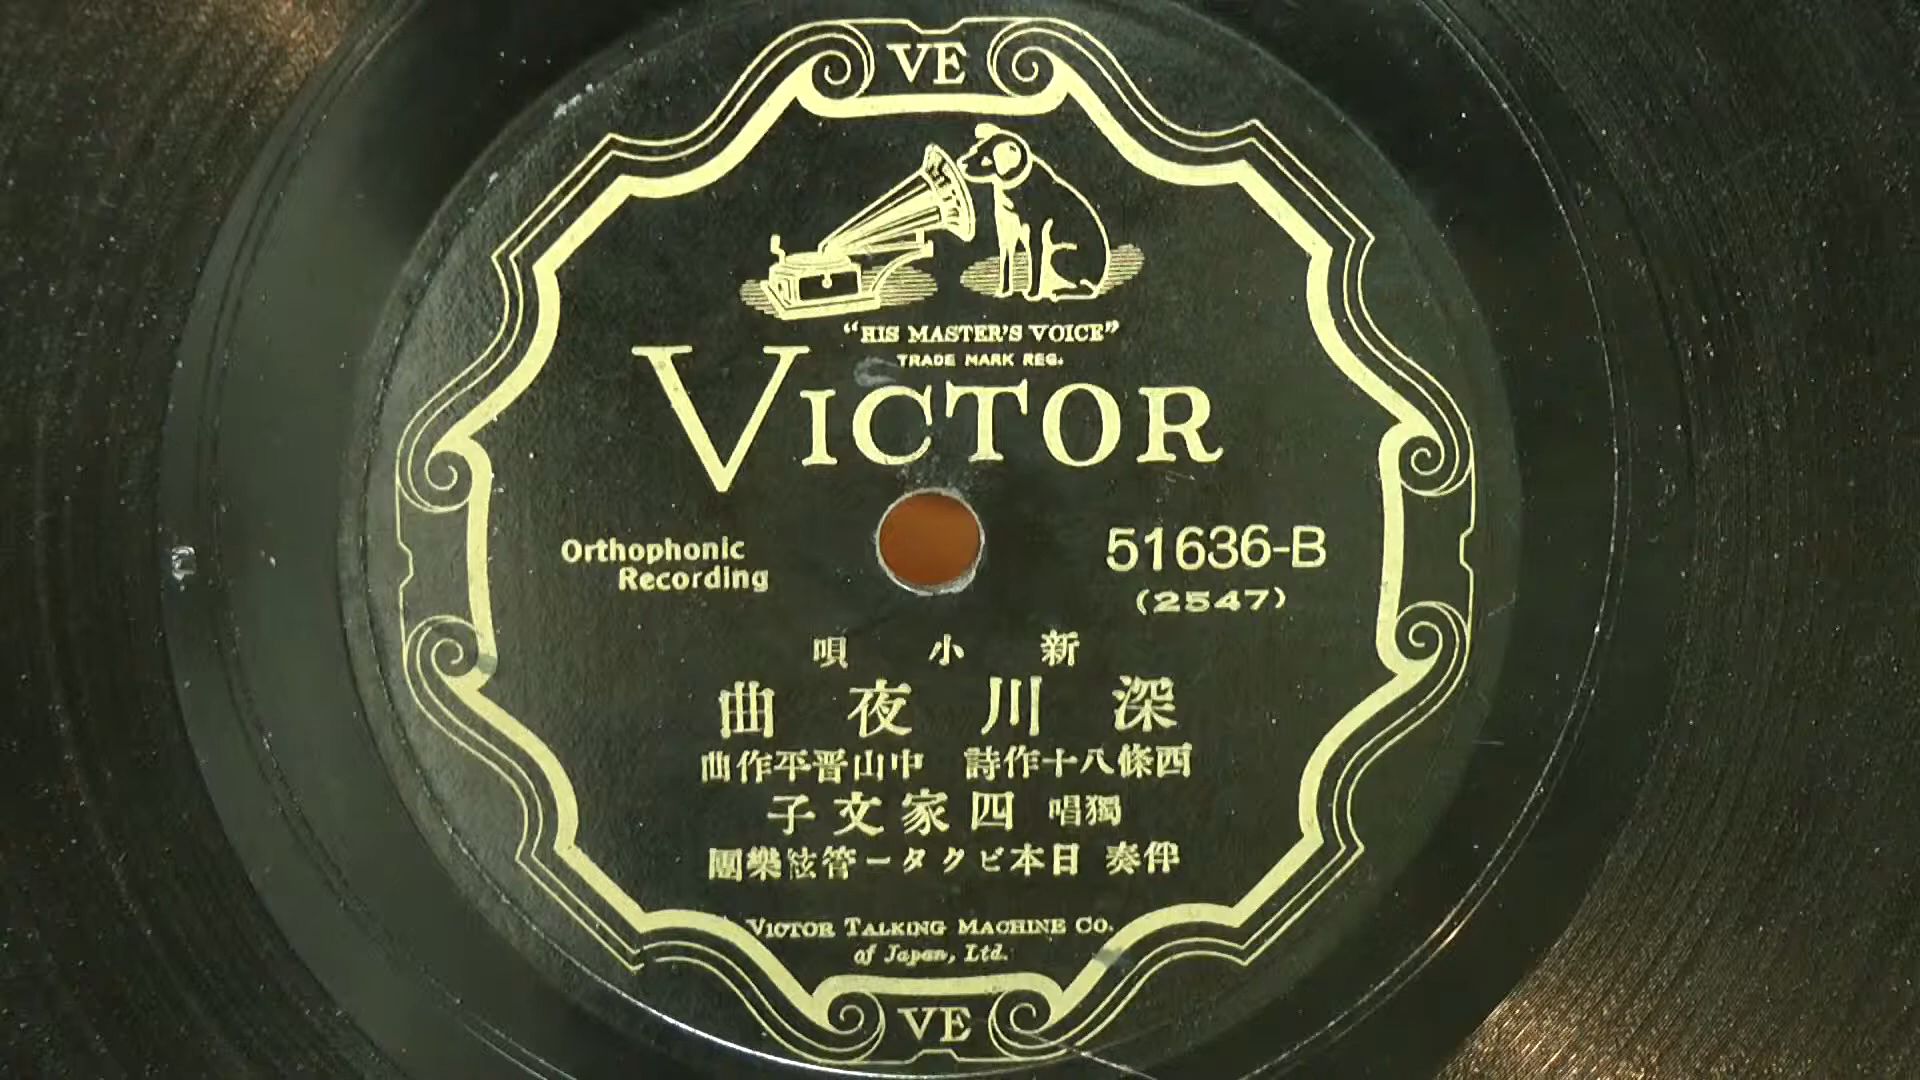 VE
"HIS MASTER'S VOICE"
TRADE MARK REG.
VICTOR
Orthophonic
Recording
51636-B
(2547)
新小唄
深川夜曲
西條八十作詩 中山晋平作曲
獨唱 四家文子
伴奏 日本ビクター管絃樂團
VICTOR TALKING MACHINE CO.
of Japan, Ltd.
VE